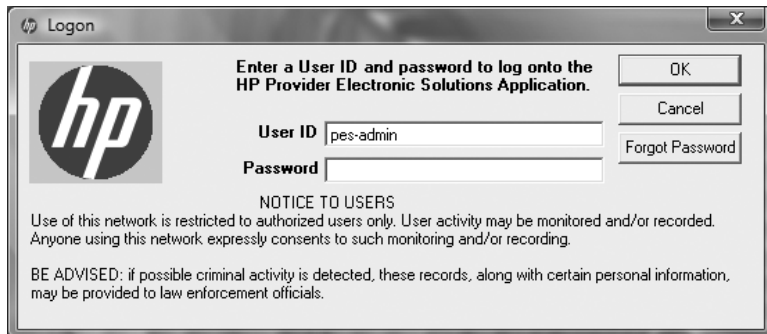 hp Logon
hp
Enter a User ID and password to log onto the
HP Provider Electronic Solutions Application.
User ID pes-admin
Password
OK
Cancel
Forgot Password
NOTICE TO USERS
Use of this network is restricted to authorized users only. User activity may be monitored and/or recorded.
Anyone using this network expressly consents to such monitoring and/or recording.
BE ADVISED: if possible criminal activity is detected, these records, along with certain personal information,
may be provided to law enforcement officials.